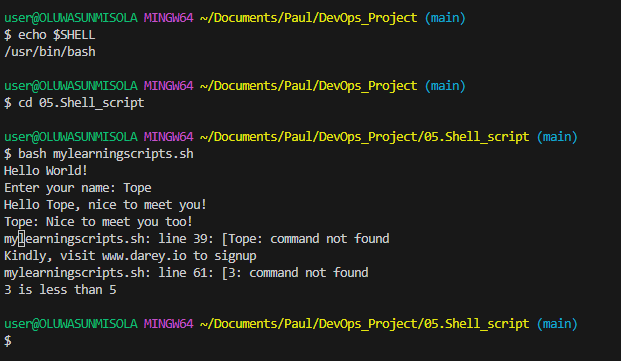 user@OLUWASUNMISOLA MINGW64 ~/Documents/Paul/DevOps_Project (main)
$ echo $SHELL
/usr/bin/bash
user@OLUWASUNMISOLA MINGW64 ~/Documents/Paul/DevOps_Project (main)
$ cd 05.Shell_script
user@OLUWASUNMISOLA MINGW64 ~/Documents/Paul/DevOps_Project/05.Shell_script (main)
$ bash mylearningscripts.sh
Hello World!
Enter your name: Tope
Hello Tope, nice to meet you!
Tope: Nice to meet you too!
mylearningscripts.sh: line 39: [Tope: command not found
Kindly, visit www.darey.io to signup
mylearningscripts.sh: line 61: [3: command not found
3 is less than 5
user@OLUWASUNMISOLA MINGW64 ~/Documents/Paul/DevOps_Project/05.Shell_script (main)
$